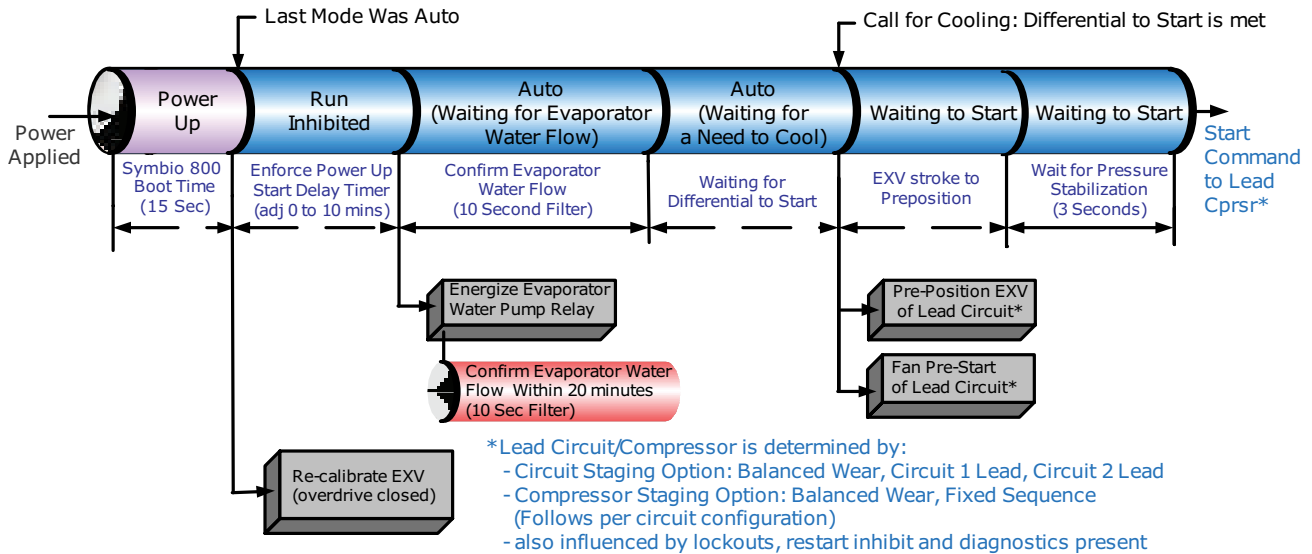 Last Mode Was Auto
Call for Cooling: Differential to Start is met
Power
Applied
Power
Up
Run
Inhibited
Auto
(Waiting for Evaporator
Water Flow)
Auto
(Waiting for
a Need to Cool)
Waiting to Start
Waiting to Start
Start
Command
to Lead
Cprsr*
Symbio 800
Boot Time
(15 Sec)
Enforce Power Up
Start Delay Timer
(adj 0 to 10 mins)
Confirm Evaporator
Water Flow
(10 Second Filter)
Waiting for
Differential to Start
EXV stroke to
Preposition
Wait for Pressure
Stabilization
(3 Seconds)
Energize Evaporator
Water Pump Relay
Confirm Evaporator Water
Flow Within 20 minutes
(10 Sec Filter)
Pre-Position EXV
of Lead Circuit*
Fan Pre-Start
of Lead Circuit*
Re-calibrate EXV
(overdrive closed)
*Lead Circuit/Compressor is determined by:
- Circuit Staging Option: Balanced Wear, Circuit 1 Lead, Circuit 2 Lead
- Compressor Staging Option: Balanced Wear, Fixed Sequence
(Follows per circuit configuration)
- also influenced by lockouts, restart inhibit and diagnostics present